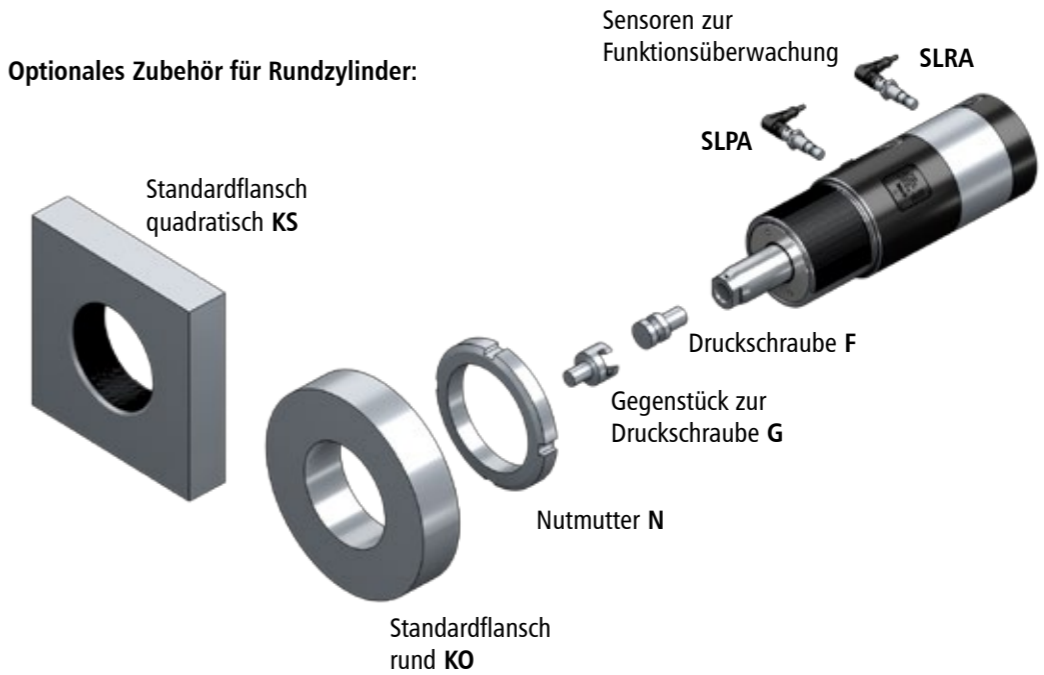 Sensoren zur
Funktionsüberwachung
SLRA
Optionales Zubehör für Rundzylinder:
SLPA
Standardflansch
quadratisch KS
Druckschraube F
Gegenstück zur
Druckschraube G
Nutmutter N
Standardflansch
rund KO